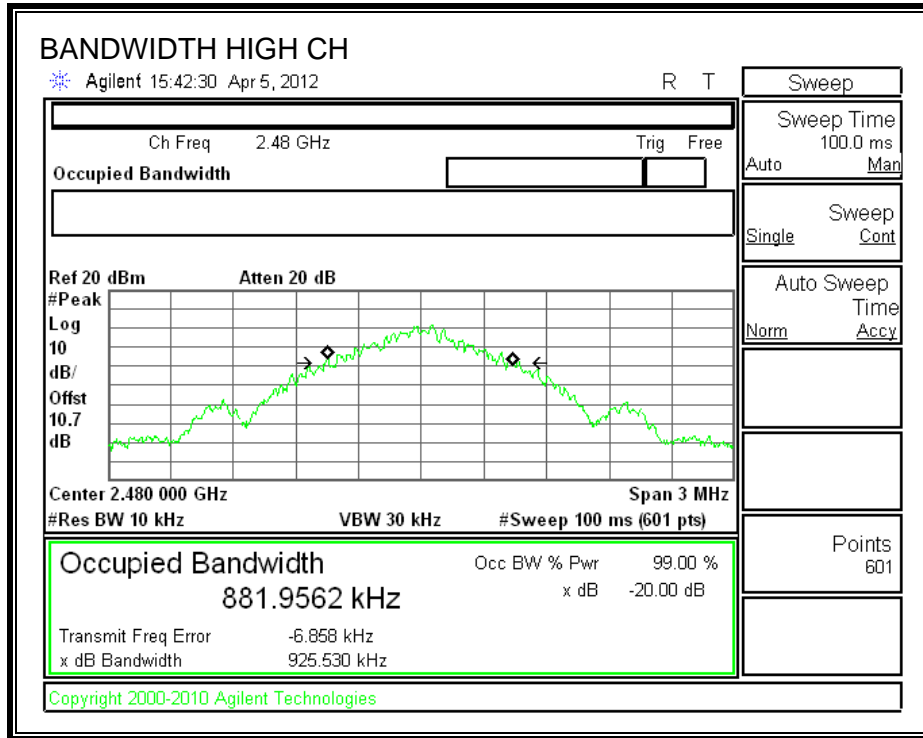 BANDWIDTH HIGH CH
Agilent 15:42:30 Apr 5, 2012 R T
Ch Freq 2.48 GHz Trig Free
Occupied Bandwidth
Ref 20 dBm Atten 20 dB
#Peak
Log
10
dB/
Offst
10.7
dB
Center 2.480 000 GHz Span 3 MHz
#Res BW 10 kHz VBW 30 kHz #Sweep 100 ms (601 pts)
Occupied Bandwidth Occ BW % Pwr 99.00 %
881.9562 kHz x dB -20.00 dB
Transmit Freq Error -6.858 kHz
x dB Bandwidth 925.530 kHz
Copyright 2000-2010 Agilent Technologies
Sweep
Sweep Time
100.0 ms
Auto Man
Sweep
Single Cont
Auto Sweep
Time
Norm Accy
Points
601